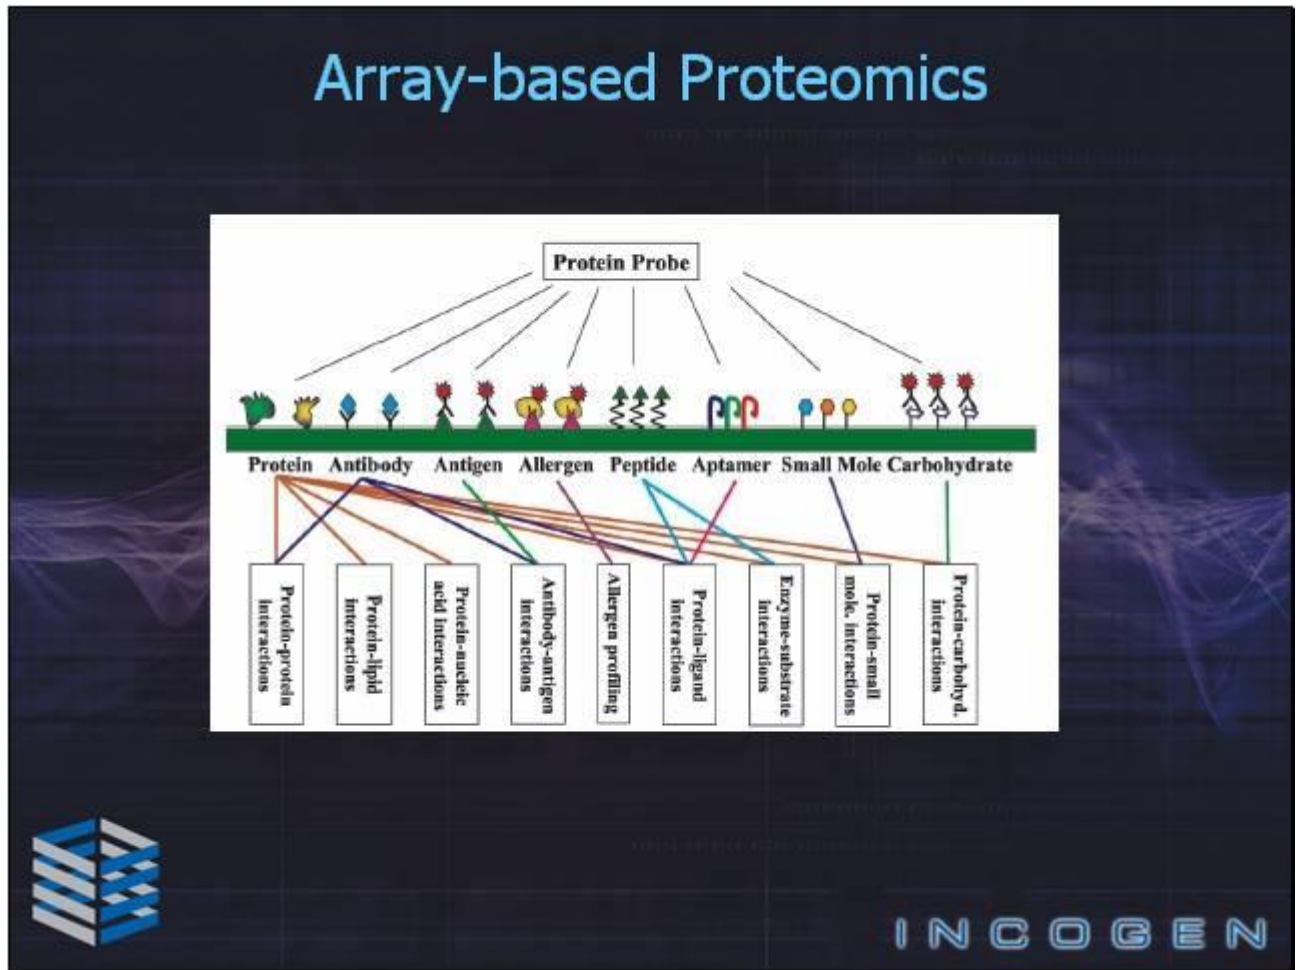 Array-based Proteomics
Protein Probe
Protein Antibody Antigen Allergen Peptide Aptamer Small Mole Carbohydrate
Protein-protein
interactions
Protein-lipid
interactions
Protein-nucleic
acid interactions
Antibody-antigen
interactions
Allergen profiling
Protein-ligand
interactions
Enzyme-substrate
interactions
Protein-small
mole. interactions
Protein-carbohyd.
interactions
INCOGEN